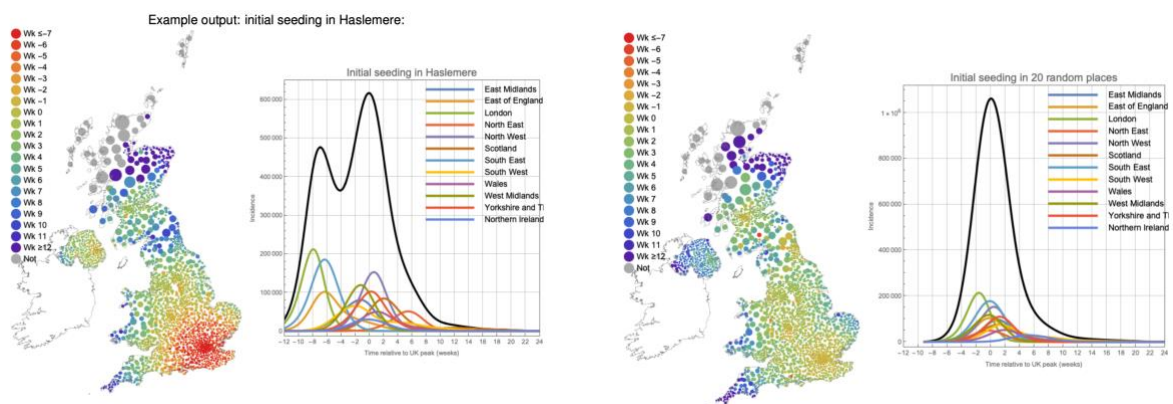 Example output: initial seeding in Haslemere:
Wk ≤−7
Wk −6
Wk −5
Wk −4
Wk −3
Wk −2
Wk −1
Wk 0
Wk 1
Wk 2
Wk 3
Wk 4
Wk 5
Wk 6
Wk 7
Wk 8
Wk 9
Wk 10
Wk 11
Wk ≥12
Not
Initial seeding in Haslemere
600 000
500 000
400 000
300 000
200 000
100 000
0
Incidence
East Midlands
East of England
London
North East
North West
Scotland
South East
South West
Wales
West Midlands
Yorkshire and Th
Northern Ireland
−12 −10 −8 −6 −4 −2 0 2 4 6 8 10 12 14 16 18 20 22 24
Time relative to UK peak (weeks)
Wk ≤−7
Wk −6
Wk −5
Wk −4
Wk −3
Wk −2
Wk −1
Wk 0
Wk 1
Wk 2
Wk 3
Wk 4
Wk 5
Wk 6
Wk 7
Wk 8
Wk 9
Wk 10
Wk 11
Wk ≥12
Not
Initial seeding in 20 random places
1 × 10⁶
800 000
600 000
400 000
200 000
0
Incidence
East Midlands
East of England
London
North East
North West
Scotland
South East
South West
Wales
West Midlands
Yorkshire and Th
Northern Ireland
−12 −10 −8 −6 −4 −2 0 2 4 6 8 10 12 14 16 18 20 22 24
Time relative to UK peak (weeks)